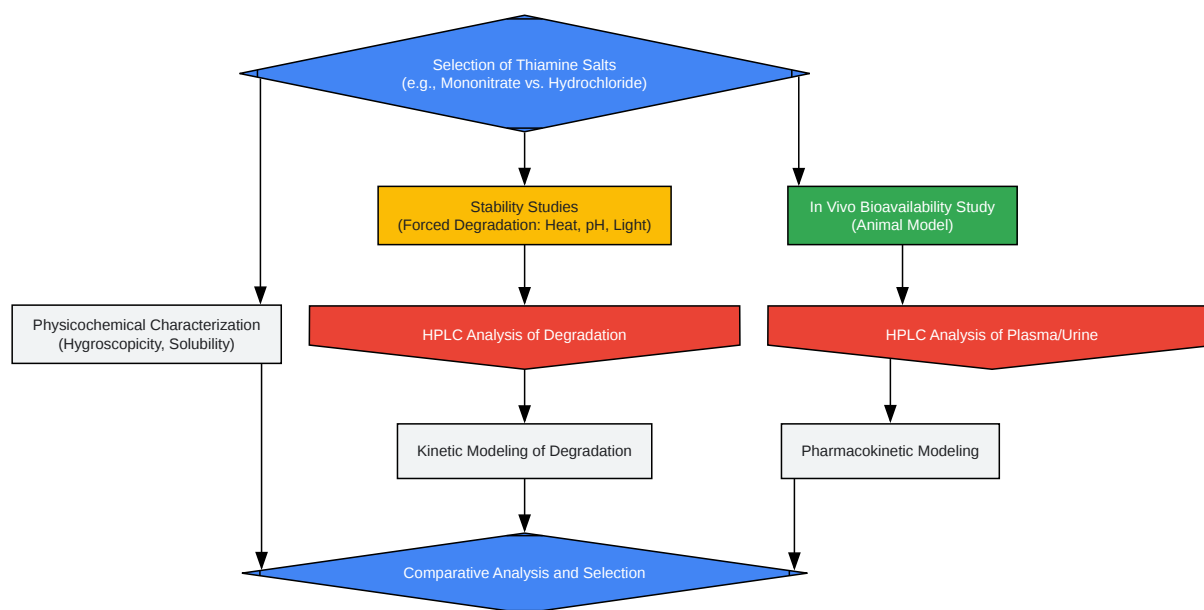 Selection of Thiamine Salts
(e.g., Mononitrate vs. Hydrochloride)
Stability Studies
(Forced Degradation: Heat, pH, Light)
In Vivo Bioavailability Study
(Animal Model)
Physicochemical Characterization
(Hygroscopicity, Solubility)
HPLC Analysis of Degradation
HPLC Analysis of Plasma/Urine
Kinetic Modeling of Degradation
Pharmacokinetic Modeling
Comparative Analysis and Selection